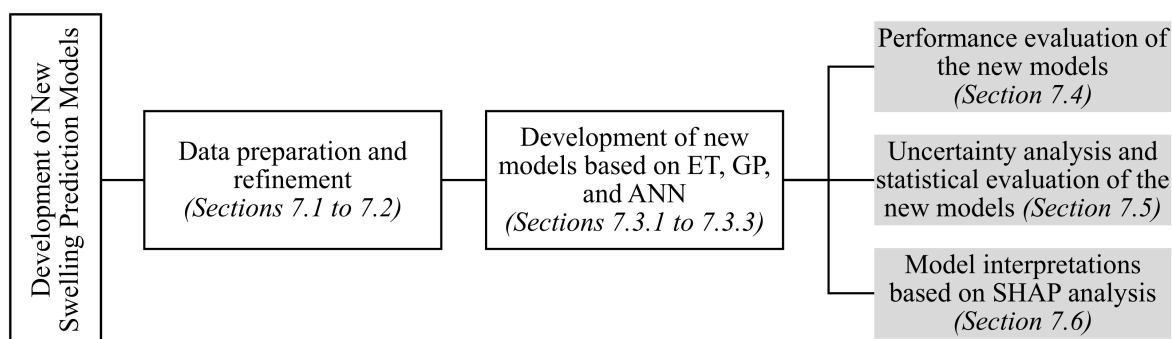 Development of New
Swelling Prediction Models
Data preparation and
refinement
(Sections 7.1 to 7.2)
Development of new
models based on ET, GP,
and ANN
(Sections 7.3.1 to 7.3.3)
Performance evaluation of
the new models
(Section 7.4)
Uncertainty analysis and
statistical evaluation of the
new models (Section 7.5)
Model interpretations
based on SHAP analysis
(Section 7.6)